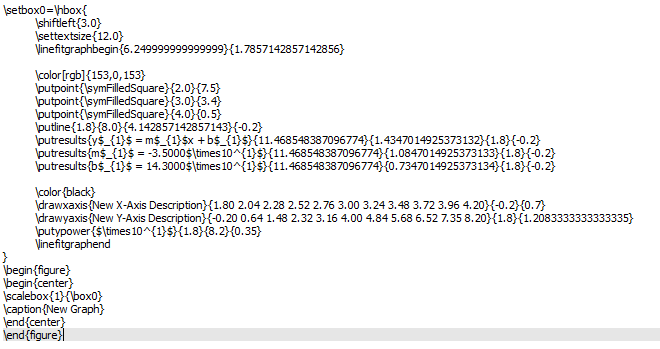 \setbox0=\hbox{
\shiftleft{3.0}
\settextsize{12.0}
\linefitgraphbegin{6.249999999999999}{1.7857142857142856}
\color[rgb]{153,0,153}
\putpoint{\symFilledSquare}{2.0}{7.5}
\putpoint{\symFilledSquare}{3.0}{3.4}
\putpoint{\symFilledSquare}{4.0}{0.5}
\putline{1.8}{8.0}{4.142857142857143}{-0.2}
\putresults{y$_{1}$ = m$_{1}$x + b$_{1}$}{11.468548387096774}{1.4347014925373132}{1.8}{-0.2}
\putresults{m$_{1}$ = -3.5000$\times10^{1}$}{11.468548387096774}{1.0847014925373133}{1.8}{-0.2}
\putresults{b$_{1}$ = 14.3000$\times10^{1}$}{11.468548387096774}{0.7347014925373134}{1.8}{-0.2}
\color{black}
\drawxaxis{New X-Axis Description}{1.80 2.04 2.28 2.52 2.76 3.00 3.24 3.48 3.72 3.96 4.20}{-0.2}{0.7}
\drawyaxis{New Y-Axis Description}{-0.20 0.64 1.48 2.32 3.16 4.00 4.84 5.68 6.52 7.35 8.20}{1.8}{1.2083333333333335}
\putypower{$\times10^{1}$}{1.8}{8.2}{0.35}
\linefitgraphend
}
\begin{figure}
\begin{center}
\scalebox{1}{\box0}
\caption{New Graph}
\end{center}
\end{figure}